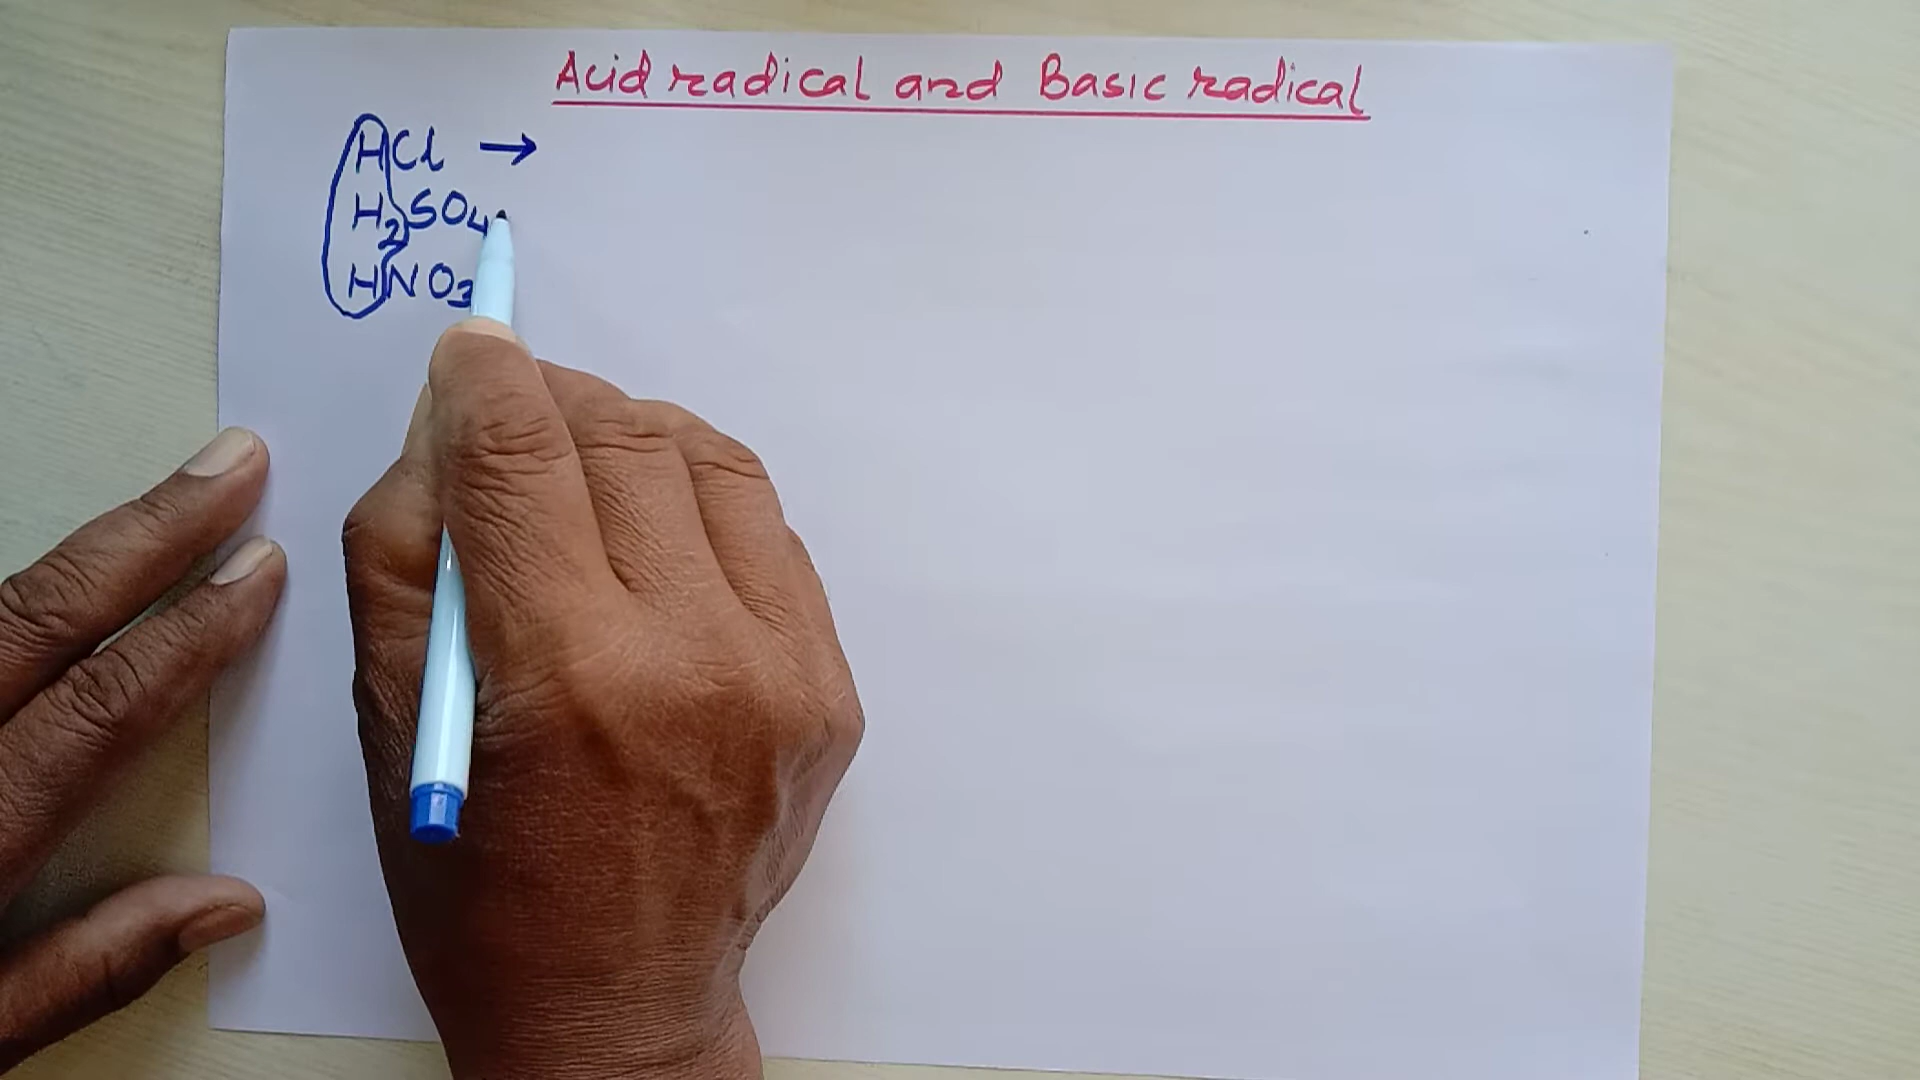 Acid radical and Basic radical
HCl →
H₂SO₄
HNO₃